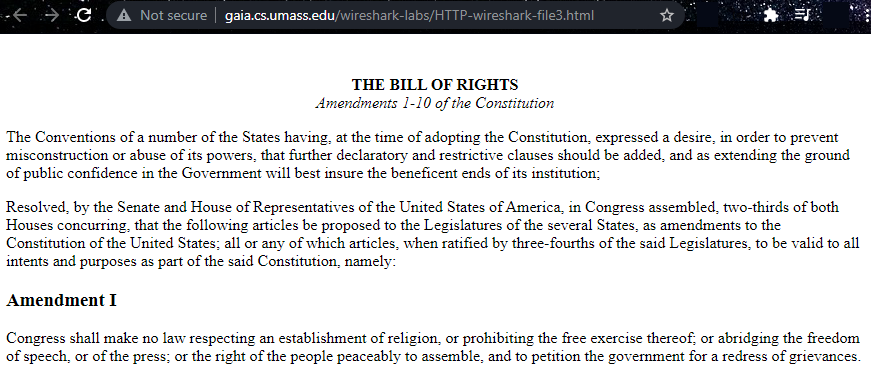 Not secure | gaia.cs.umass.edu/wireshark-labs/HTTP-wireshark-file3.html
THE BILL OF RIGHTS
Amendments 1-10 of the Constitution
The Conventions of a number of the States having, at the time of adopting the Constitution, expressed a desire, in order to prevent
misconstruction or abuse of its powers, that further declaratory and restrictive clauses should be added, and as extending the ground
of public confidence in the Government will best insure the beneficent ends of its institution;
Resolved, by the Senate and House of Representatives of the United States of America, in Congress assembled, two-thirds of both
Houses concurring, that the following articles be proposed to the Legislatures of the several States, as amendments to the
Constitution of the United States; all or any of which articles, when ratified by three-fourths of the said Legislatures, to be valid to all
intents and purposes as part of the said Constitution, namely:
Amendment I
Congress shall make no law respecting an establishment of religion, or prohibiting the free exercise thereof; or abridging the freedom
of speech, or of the press; or the right of the people peaceably to assemble, and to petition the government for a redress of grievances.